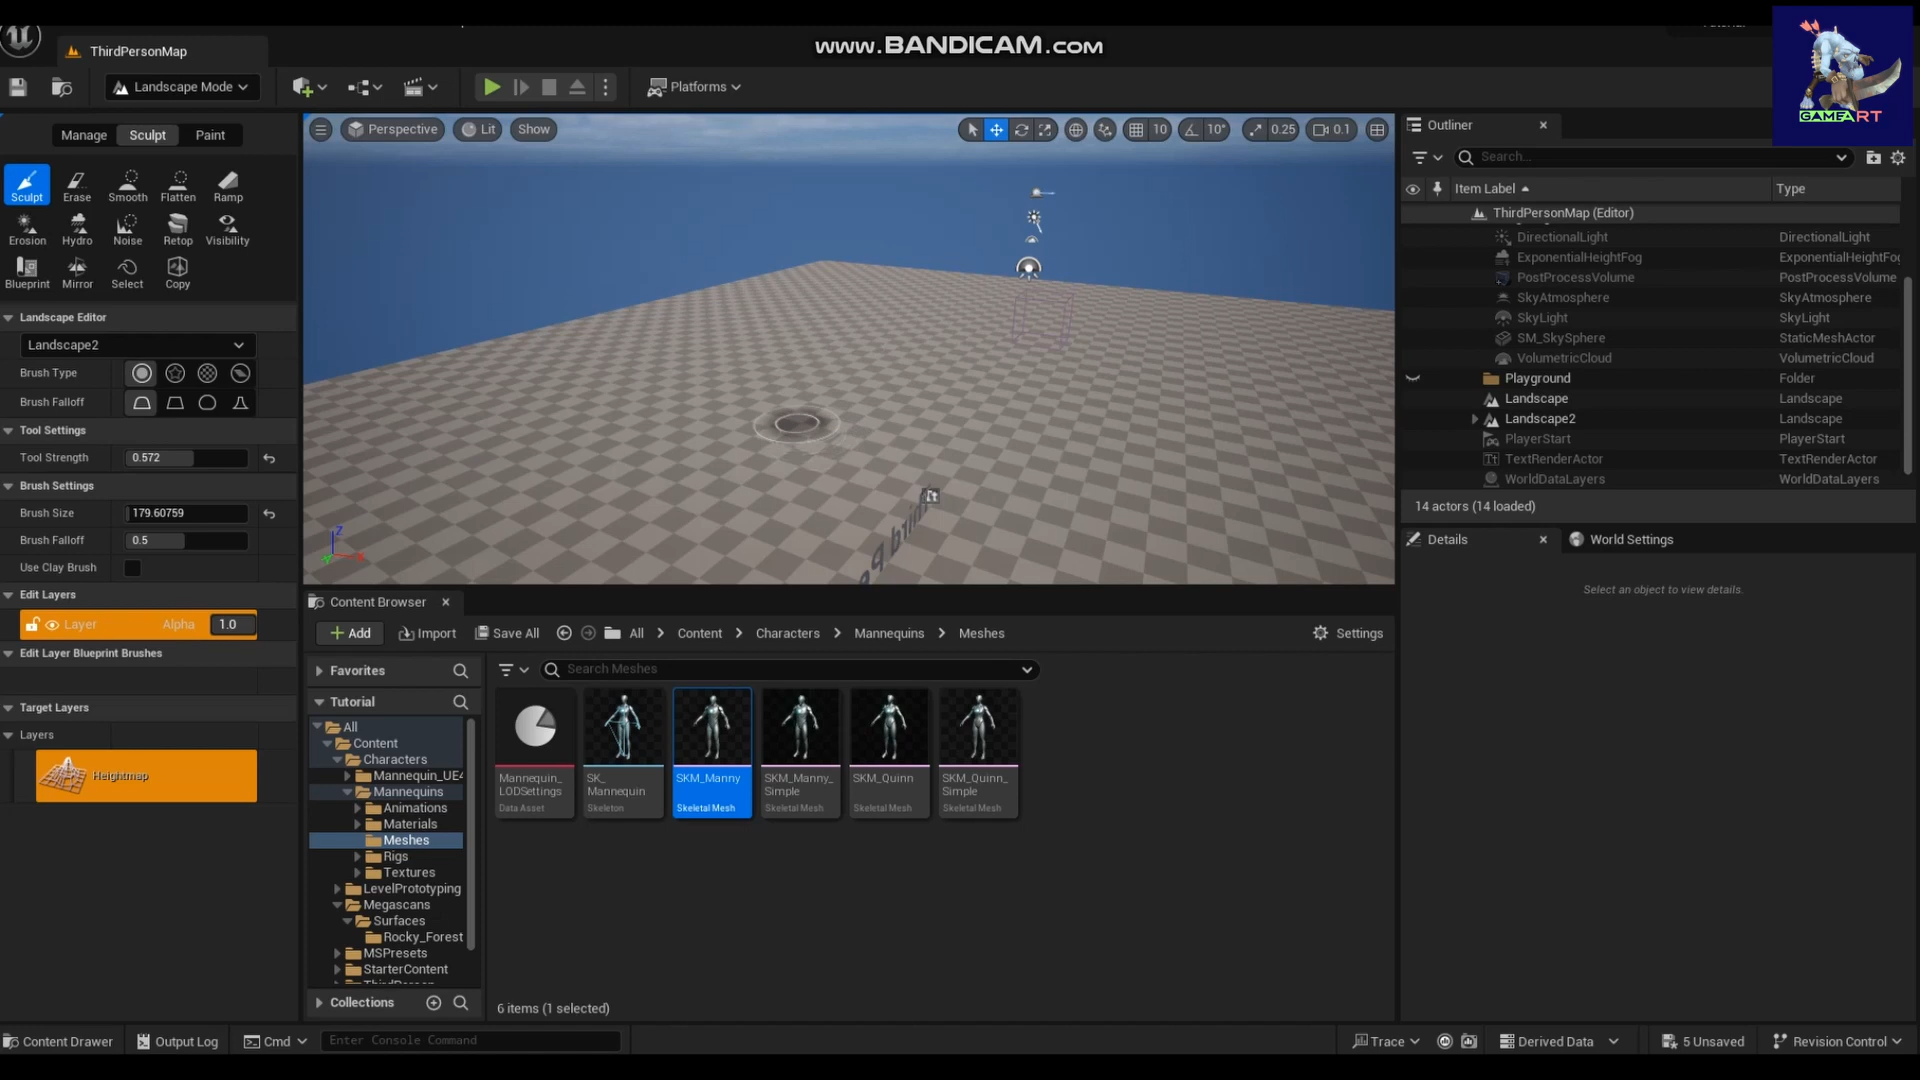 www.BANDICAM.com
ThirdPersonMap
GAMEART
Landscape Mode
Platforms
Manage
Sculpt
Paint
Perspective
Lit
Show
10
10°
0.25
0.1
Outliner
Search...
Sculpt
Erase
Smooth
Flatten
Ramp
Item Label
Type
ThirdPersonMap (Editor)
Erosion
Hydro
Noise
Retop
Visibility
DirectionalLight
DirectionalLight
ExponentialHeightFog
ExponentialHeightFog
PostProcessVolume
PostProcessVolume
Blueprint
Mirror
Select
Copy
SkyAtmosphere
SkyAtmosphere
SkyLight
SkyLight
Landscape Editor
SM_SkySphere
StaticMeshActor
Landscape2
VolumetricCloud
VolumetricCloud
Brush Type
Playground
Folder
Brush Falloff
Landscape
Landscape
Landscape2
Landscape
Tool Settings
PlayerStart
PlayerStart
Tool Strength
0.572
TextRenderActor
TextRenderActor
WorldDataLayers
WorldDataLayers
Brush Settings
14 actors (14 loaded)
Brush Size
179.60759
Z
Brush Falloff
0.5
Details
World Settings
Use Clay Brush
Select an object to view details.
Edit Layers
Content Browser
Layer
Alpha
1.0
Add
Import
Save All
All
Content
Characters
Mannequins
Meshes
Settings
Edit Layer Blueprint Brushes
Favorites
Search Meshes
Target Layers
Tutorial
Layers
All
Content
Characters
Heightmap
Mannequin_UE4
Mannequins
Animations
Materials
Meshes
Rigs
Textures
LevelPrototyping
Megascans
Surfaces
Rocky_Forest
MSPresets
StarterContent
Mannequin_
LODSettings
Data Asset
SK_
Mannequin
Skeleton
SKM_Manny
Skeletal Mesh
SKM_Manny_
Simple
Skeletal Mesh
SKM_Quinn
Skeletal Mesh
SKM_Quinn_
Simple
Skeletal Mesh
Collections
6 items (1 selected)
Content Drawer
Output Log
Cmd
Enter Console Command
Trace
Derived Data
5 Unsaved
Revision Control